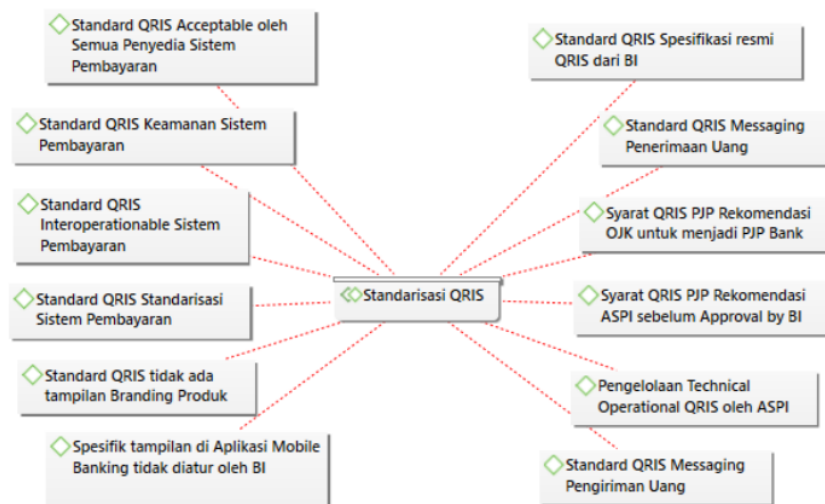 Standard QRIS Acceptable oleh
Semua Penyedia Sistem
Pembayaran
Standard QRIS Keamanan Sistem
Pembayaran
Standard QRIS
Interoperationable Sistem
Pembayaran
Standard QRIS Standarisasi
Sistem Pembayaran
Standard QRIS tidak ada
tampilan Branding Produk
Spesifik tampilan di Aplikasi Mobile
Banking tidak diatur oleh BI
Standarisasi QRIS
Standard QRIS Spesifikasi resmi
QRIS dari BI
Standard QRIS Messaging
Penerimaan Uang
Syarat QRIS PJP Rekomendasi
OJK untuk menjadi PJP Bank
Syarat QRIS PJP Rekomendasi
ASPI sebelum Approval by BI
Pengelolaan Technical
Operational QRIS oleh ASPI
Standard QRIS Messaging
Pengiriman Uang